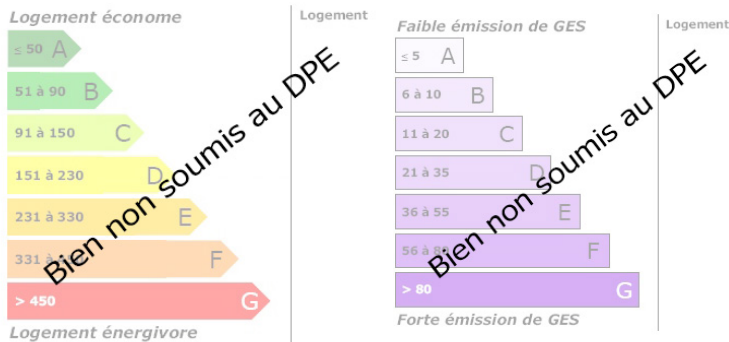 Logement économe
Logement
≤ 50 A
51 à 90 B
91 à 150 C
151 à 230 D
231 à 330 E
331 à F
> 450 G
Logement énergivore
Bien non soumis au DPE
Faible émission de GES
Logement
≤ 5 A
6 à 10 B
11 à 20 C
21 à 35 D
36 à 55 E
56 à F
> 80 G
Forte émission de GES
Bien non soumis au DPE